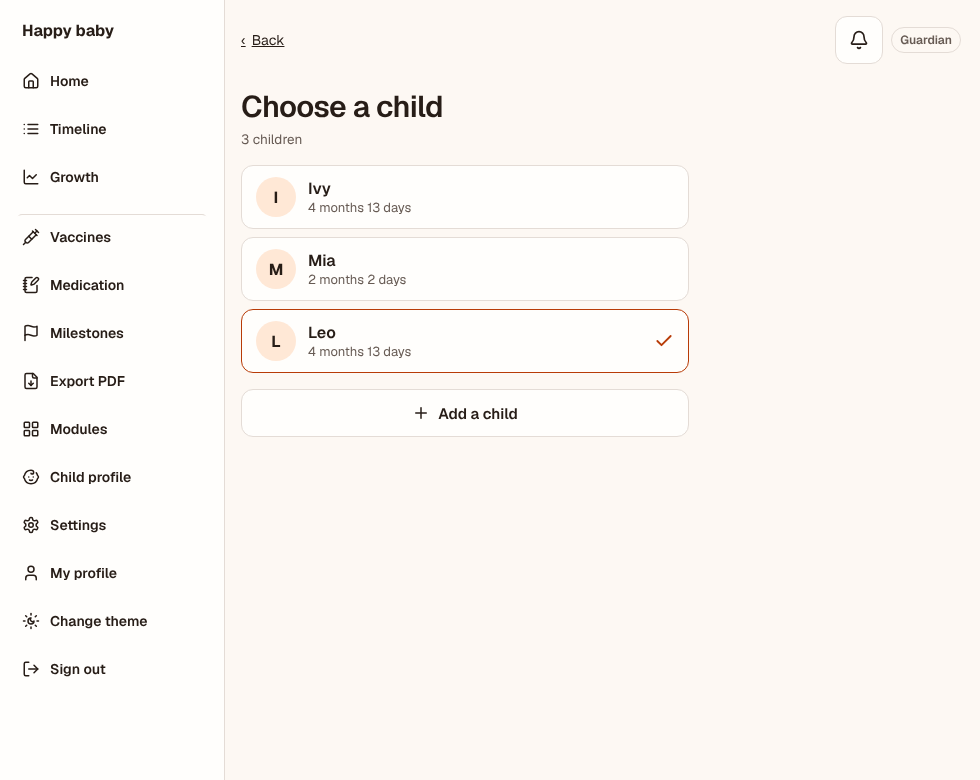 Happy baby
Home
Timeline
Growth
Vaccines
Medication
Milestones
Export PDF
Modules
Child profile
Settings
My profile
Change theme
Sign out
‹ Back
Guardian
Choose a child
3 children
I
Ivy
4 months 13 days
M
Mia
2 months 2 days
L
Leo
4 months 13 days
+ Add a child